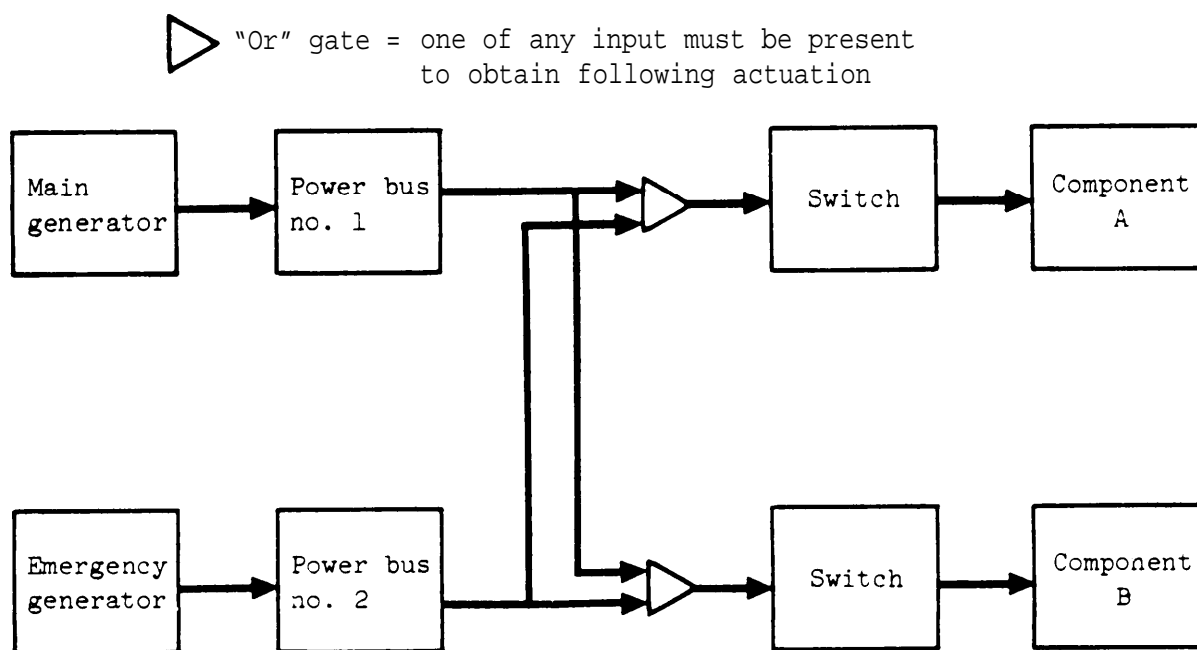 "Or" gate = one of any input must be present
to obtain following actuation
Main
generator
Power bus
no. 1
Switch
Component
A
Emergency
generator
Power bus
no. 2
Switch
Component
B